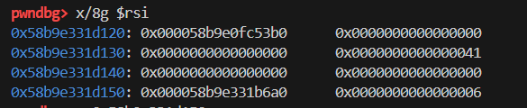 pwndbg> x/8g $rsi
0x58b9e331d120: 0x000058b9e0fc53b0 0x0000000000000000
0x58b9e331d130: 0x0000000000000000 0x0000000000000041
0x58b9e331d140: 0x0000000000000000 0x0000000000000000
0x58b9e331d150: 0x000058b9e331b6a0 0x0000000000000006